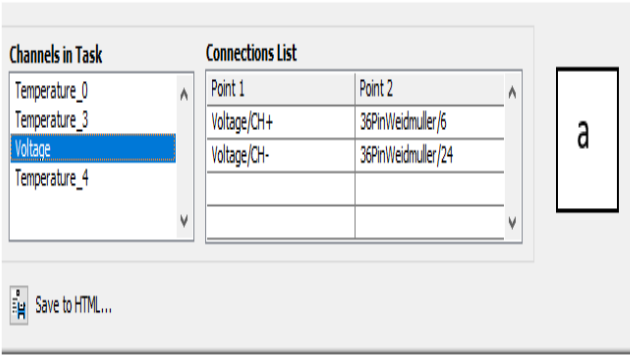 Channels in Task
Temperature_0
Temperature_3
Voltage
Temperature_4
Connections List
Point 1 Point 2
Voltage/CH+ 36PinWeidmuller/6
Voltage/CH- 36PinWeidmuller/24
a
Save to HTML...